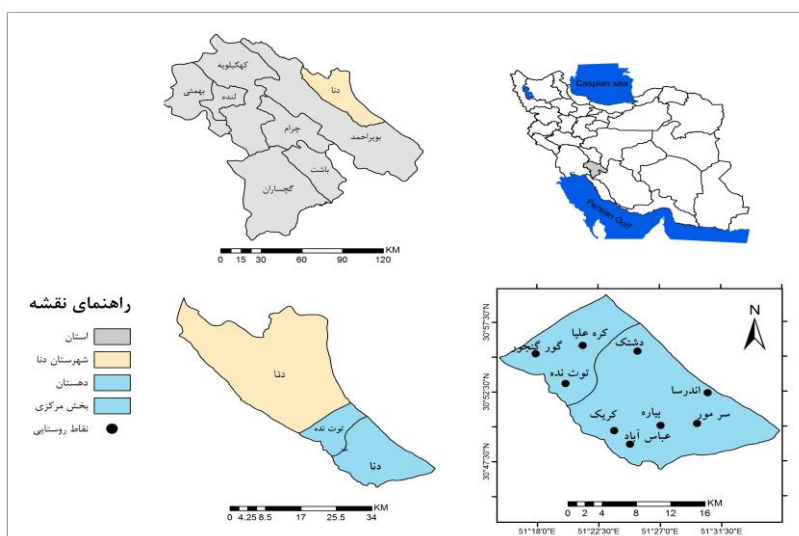 کهگیلویه
بهمئی
لنده
دنا
چرام
بویراحمد
باشت
گچساران
KM
0 15 30 60 90 120
Caspian sea
Persian Golf
راهنمای نقشه
استان
شهرستان دنا
دهستان
بخش مرکزی
نقاط روستایی
دنا
توت نده
دنا
KM
0 4.25 8.5 17 25.5 34
N
کره علیا
گور گنجور
دشتک
توت نده
اندرسا
سر مور
بیاره
کریک
عباس آباد
KM
0 2 4 8 12 16
30°57'30"N
30°52'30"N
30°47'30"N
51°18'0"E 51°22'30"E 51°27'0"E 51°31'30"E